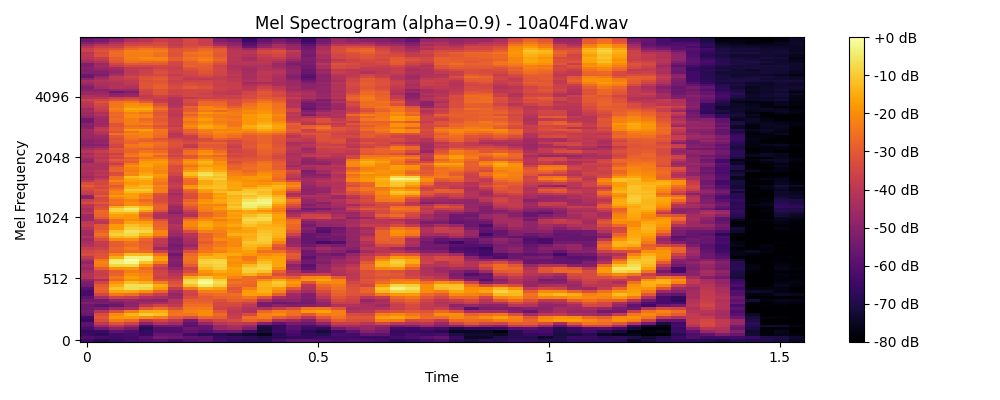 Mel Spectrogram (alpha=0.9) - 10a04Fd.wav
Mel Frequency
4096
2048
1024
512
0
0
0.5
1
1.5
Time
+0 dB
-10 dB
-20 dB
-30 dB
-40 dB
-50 dB
-60 dB
-70 dB
-80 dB